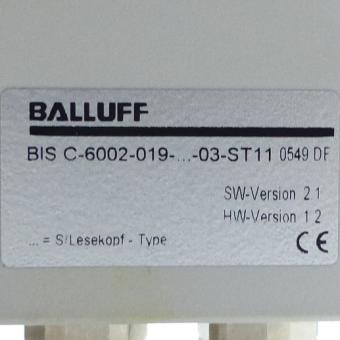 BALLUFF
BIS C-6002-019-...-03-ST11 0549 DF
SW-Version 2.1
HW-Version 1.2
... = S/Lesekopf - Type CE